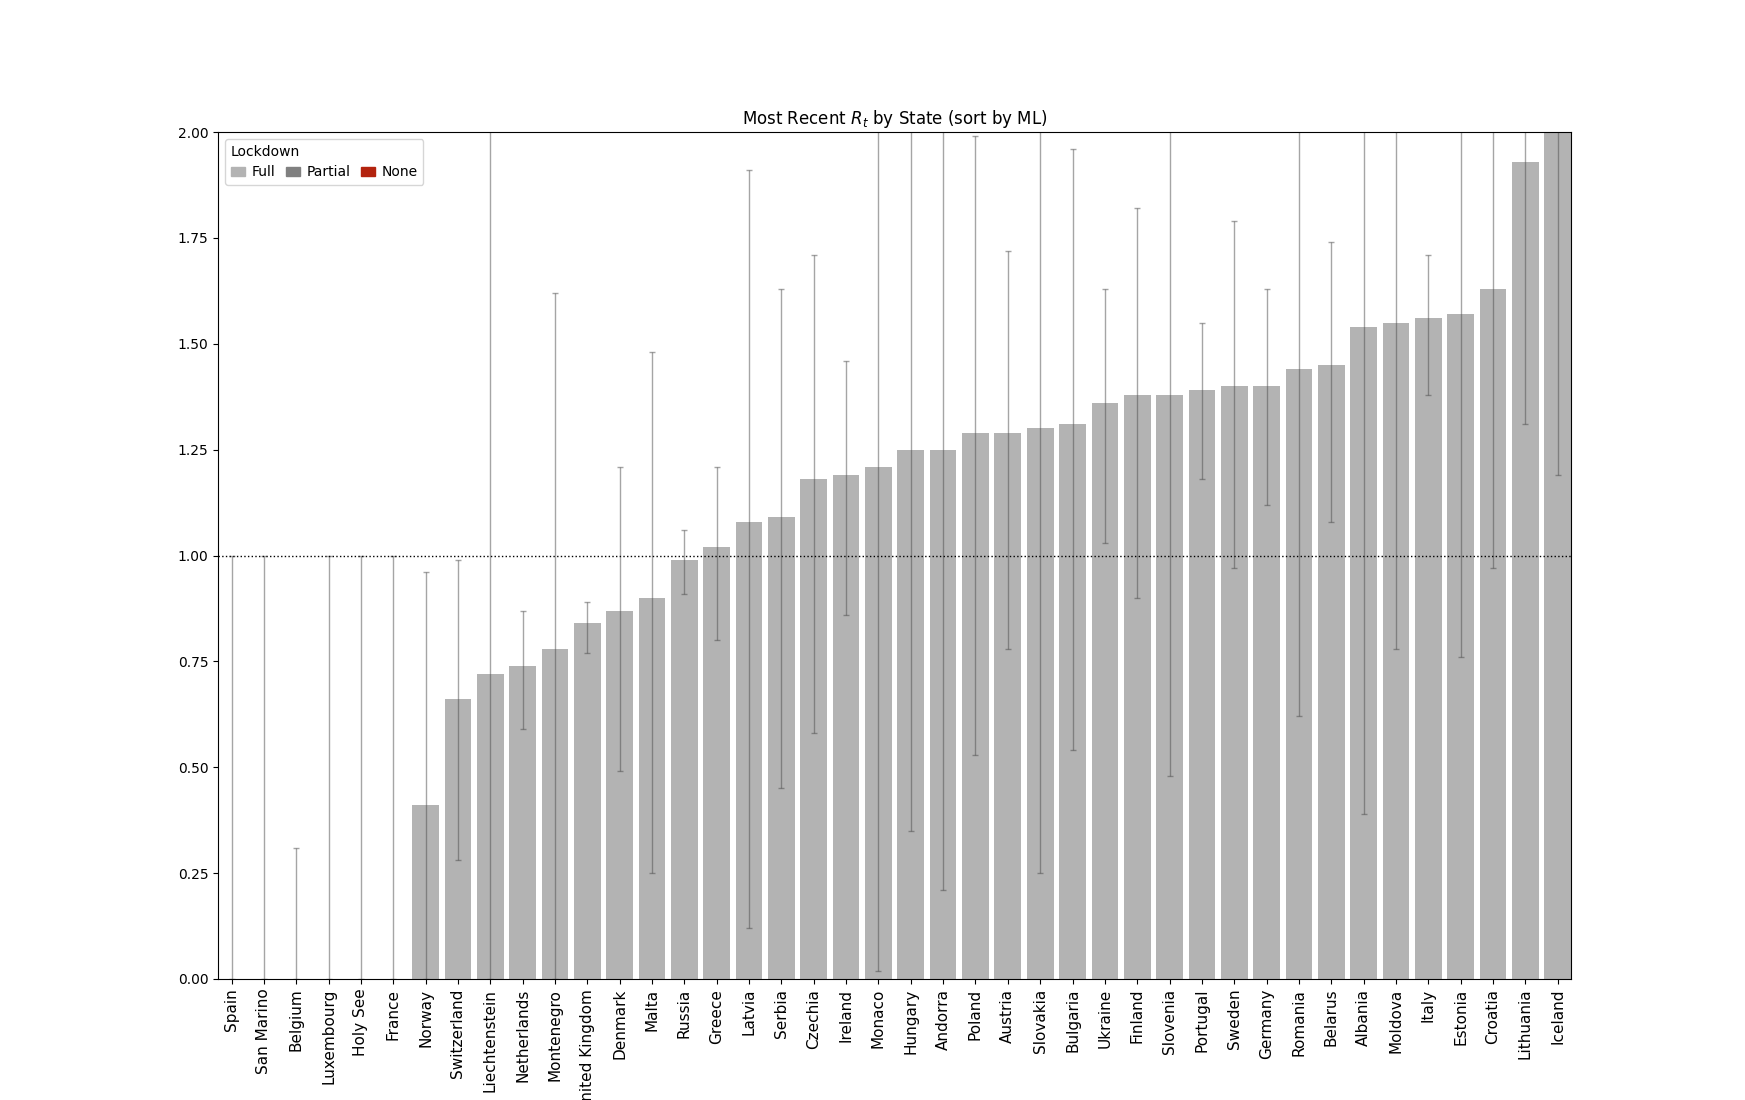 Most Recent Rt by State (sort by ML)
2.00
Lockdown
Full Partial None
1.75
1.50
1.25
1.00
0.75
0.50
0.25
0.00
Spain
San Marino
Belgium
Luxembourg
Holy See
France
Norway
Switzerland
Liechtenstein
Netherlands
Montenegro
nited Kingdom
Denmark
Malta
Russia
Greece
Latvia
Serbia
Czechia
Ireland
Monaco
Hungary
Andorra
Poland
Austria
Slovakia
Bulgaria
Ukraine
Finland
Slovenia
Portugal
Sweden
Germany
Romania
Belarus
Albania
Moldova
Italy
Estonia
Croatia
Lithuania
Iceland